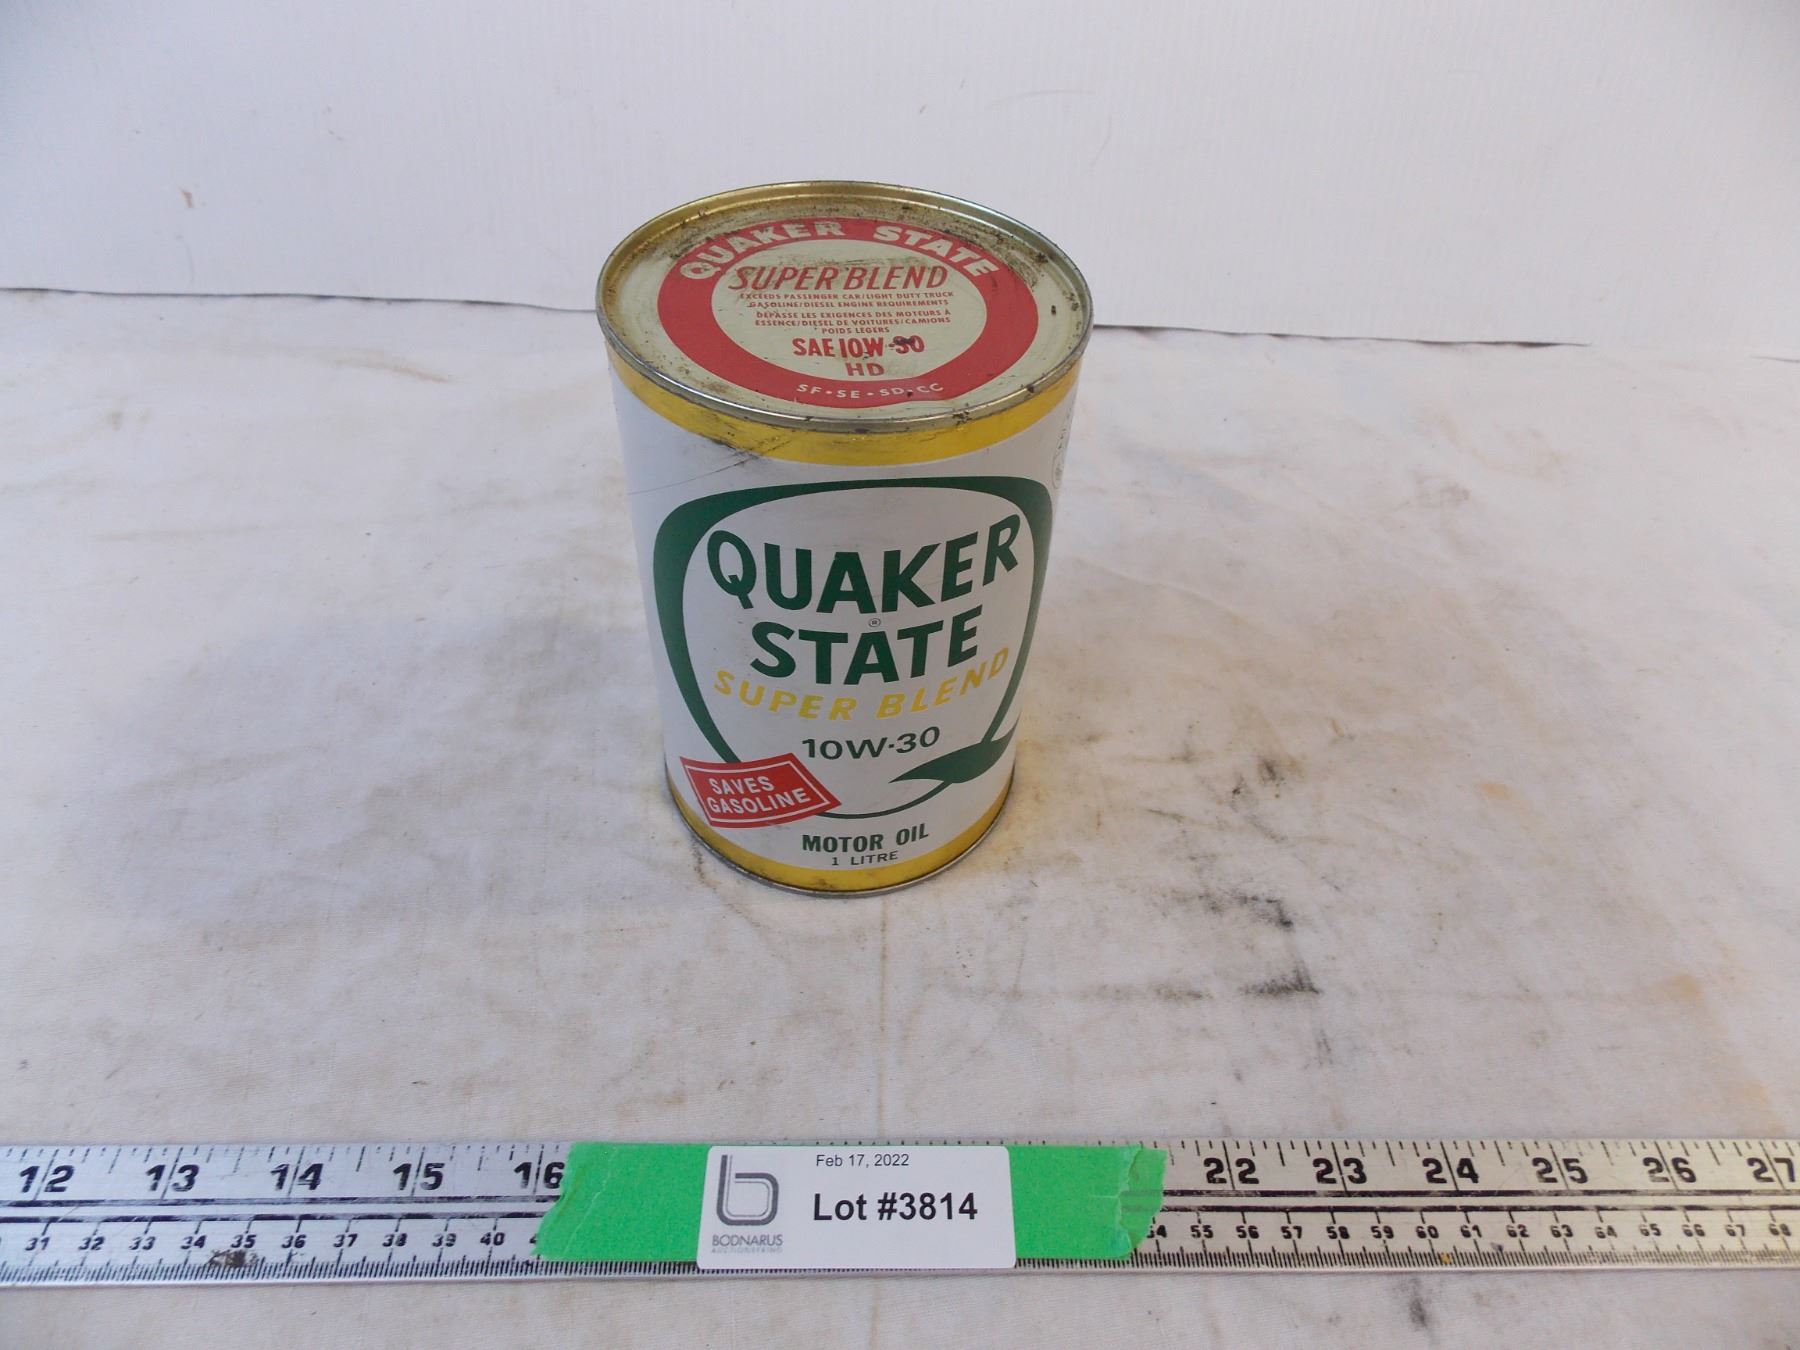 QUAKER STATE
SUPER BLEND
EXCEEDS PASSENGER CAR/LIGHT DUTY TRUCK
GASOLINE/DIESEL ENGINE REQUIREMENTS
DÉPASSE LES EXIGENCES DES MOTEURS À
ESSENCE/DIESEL DE VOITURES/CAMIONS
POIDS LÉGERS
SAE 10W-30
HD
SF • SE • SD • CC
QUAKER
STATE
®
SUPER BLEND
10W-30
SAVES
GASOLINE
MOTOR OIL
1 LITRE
12 13 14 15 16 22 23 24 25 26 27
31 32 33 34 35 36 37 38 39 40 54 55 56 57 58 59 60 61 62 63 64 65 66 67 68
Feb 17, 2022
Lot #3814
b
BODNARUS
AUCTIONEERING